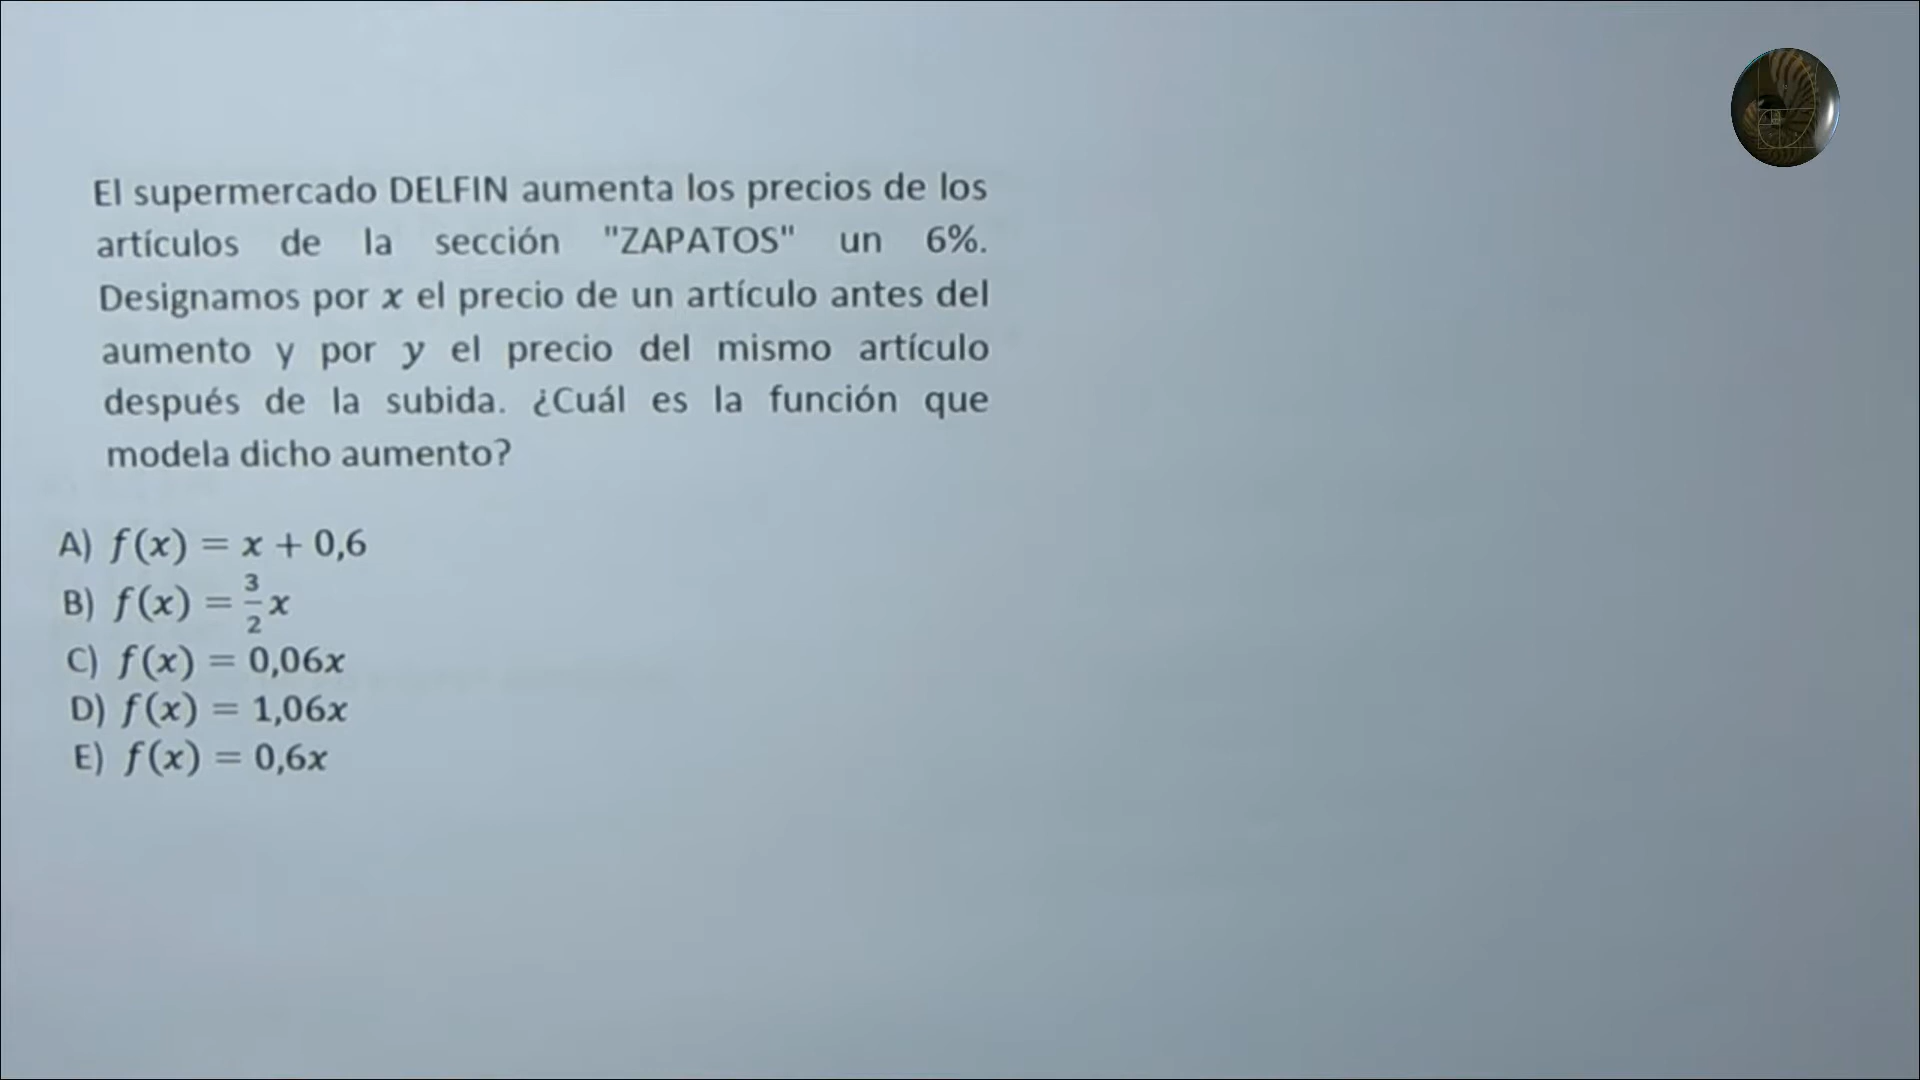 El supermercado DELFIN aumenta los precios de los
artículos de la sección "ZAPATOS" un 6%.
Designamos por x el precio de un artículo antes del
aumento y por y el precio del mismo artículo
después de la subida. ¿Cuál es la función que
modela dicho aumento?
A) f(x) = x + 0,6
B) f(x) = 3/2 x
C) f(x) = 0,06x
D) f(x) = 1,06x
E) f(x) = 0,6x